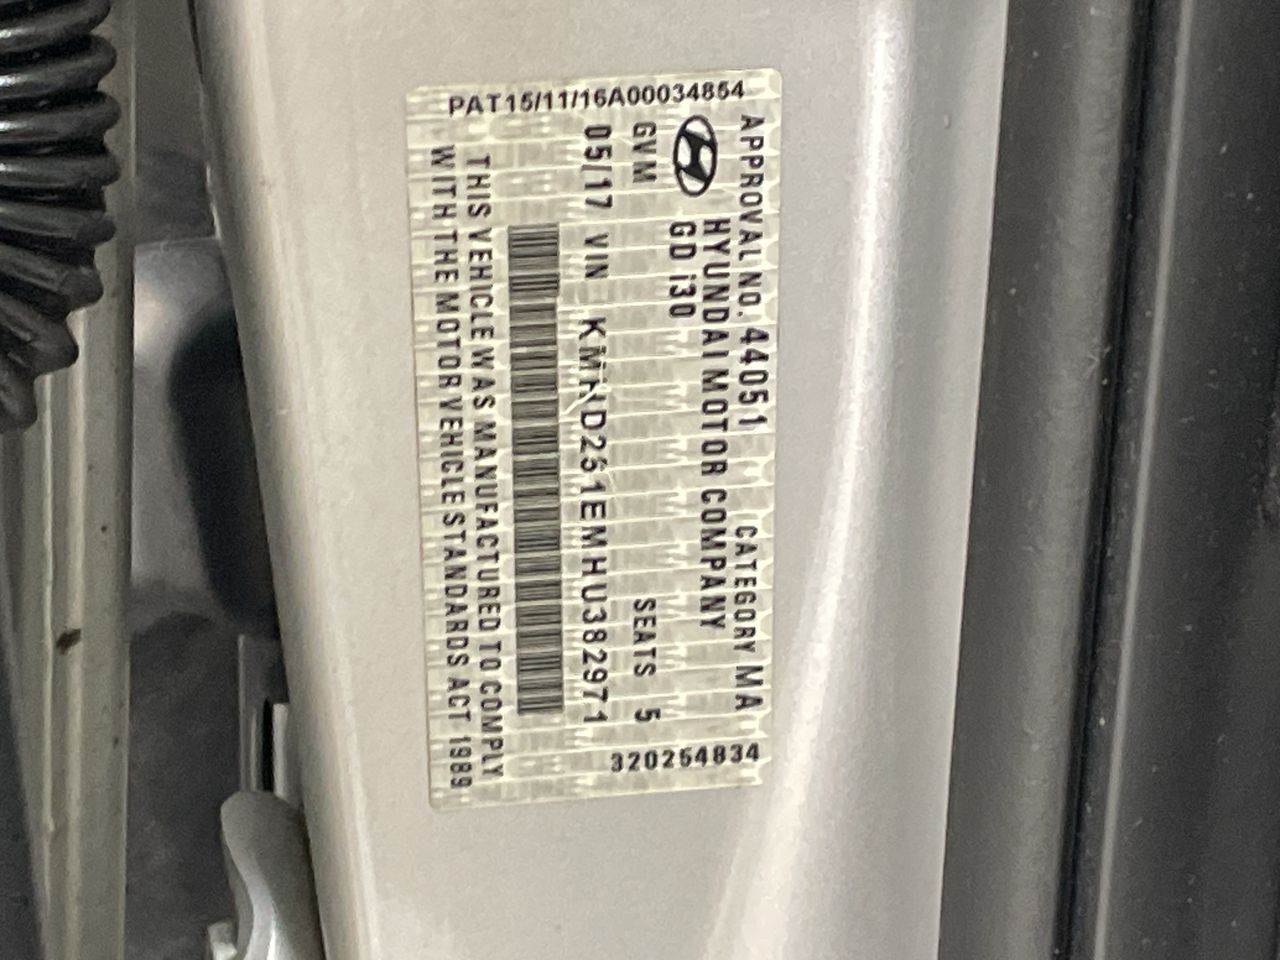 PAT15/11/16A00034854
APPROVAL NO. 44051 CATEGORY MA
HYUNDAI MOTOR COMPANY
GD i30
GVM SEATS 5
05/17 VIN KMHD251EMHU382971
THIS VEHICLE WAS MANUFACTURED TO COMPLY
WITH THE MOTOR VEHICLE STANDARDS ACT 1989
320254834